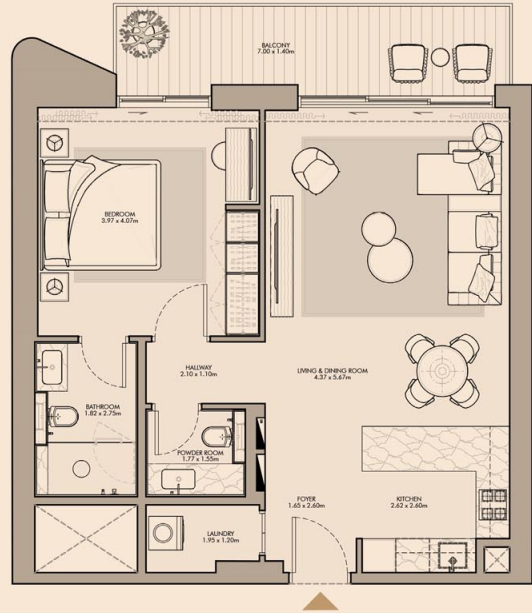 BALCONY
7.00 x 1.40m
BEDROOM
3.97 x 4.07m
HALLWAY
2.10 x 1.10m
LIVING & DINING ROOM
4.37 x 5.67m
BATHROOM
1.82 x 2.75m
POWDER ROOM
1.77 x 1.55m
FOYER
1.65 x 2.60m
KITCHEN
2.62 x 2.60m
LAUNDRY
1.95 x 1.20m